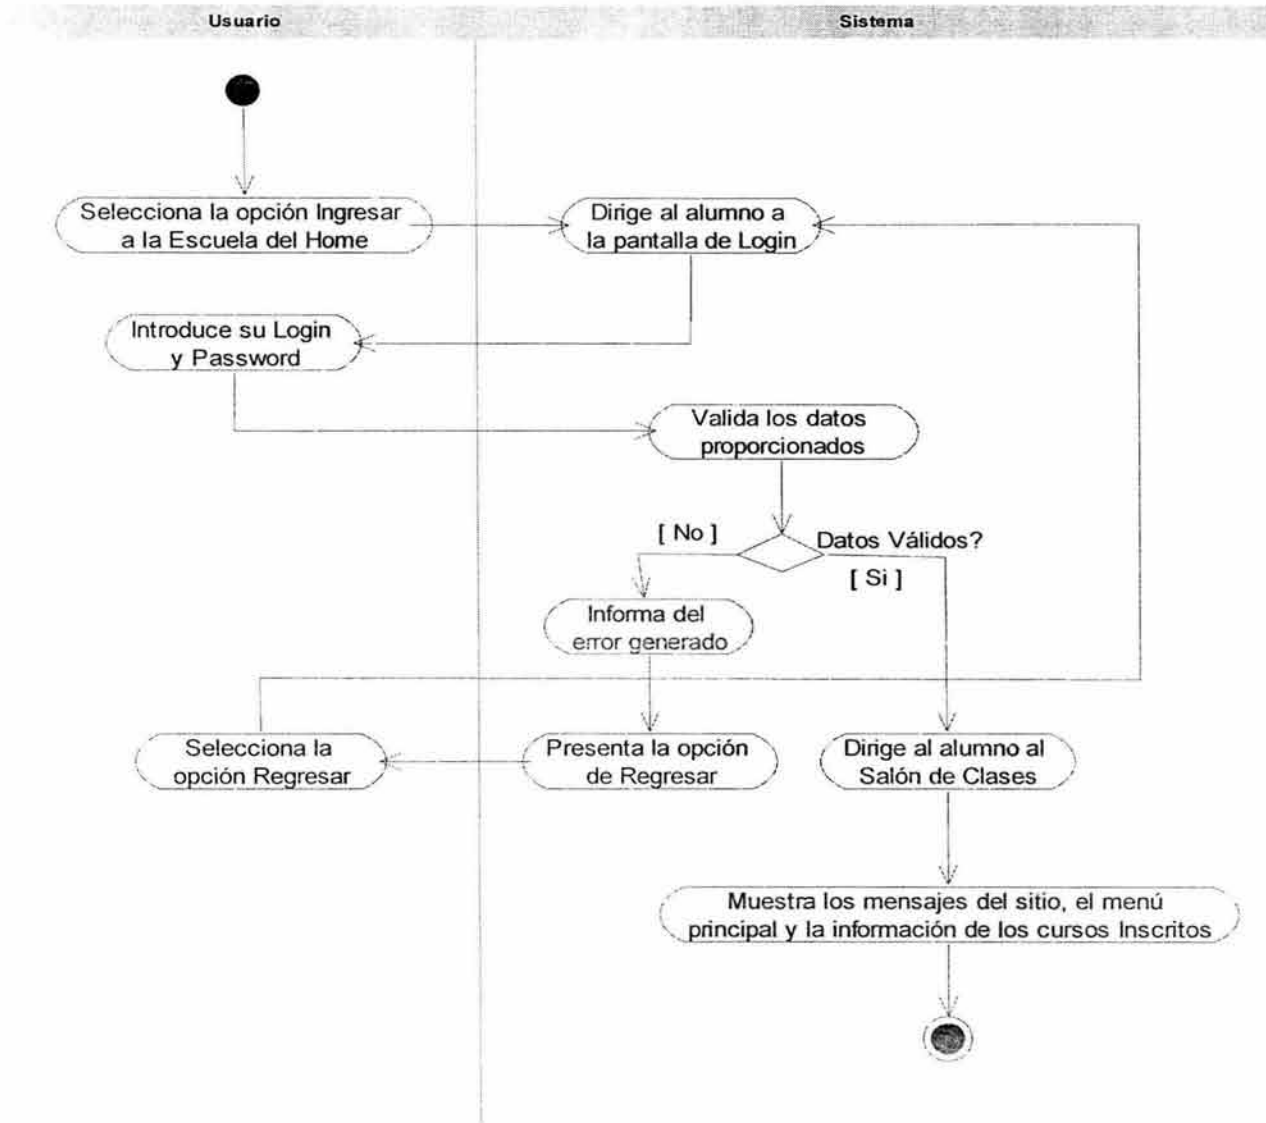 Usuario
Sistema
Selecciona la opción Ingresar
a la Escuela del Home
Dirige al alumno a
la pantalla de Login
Introduce su Login
y Password
Valida los datos
proporcionados
[ No ]
Datos Válidos?
[ Si ]
Informa del
error generado
Selecciona la
opción Regresar
Presenta la opción
de Regresar
Dirige al alumno al
Salón de Clases
Muestra los mensajes del sitio, el menú
principal y la información de los cursos Inscritos